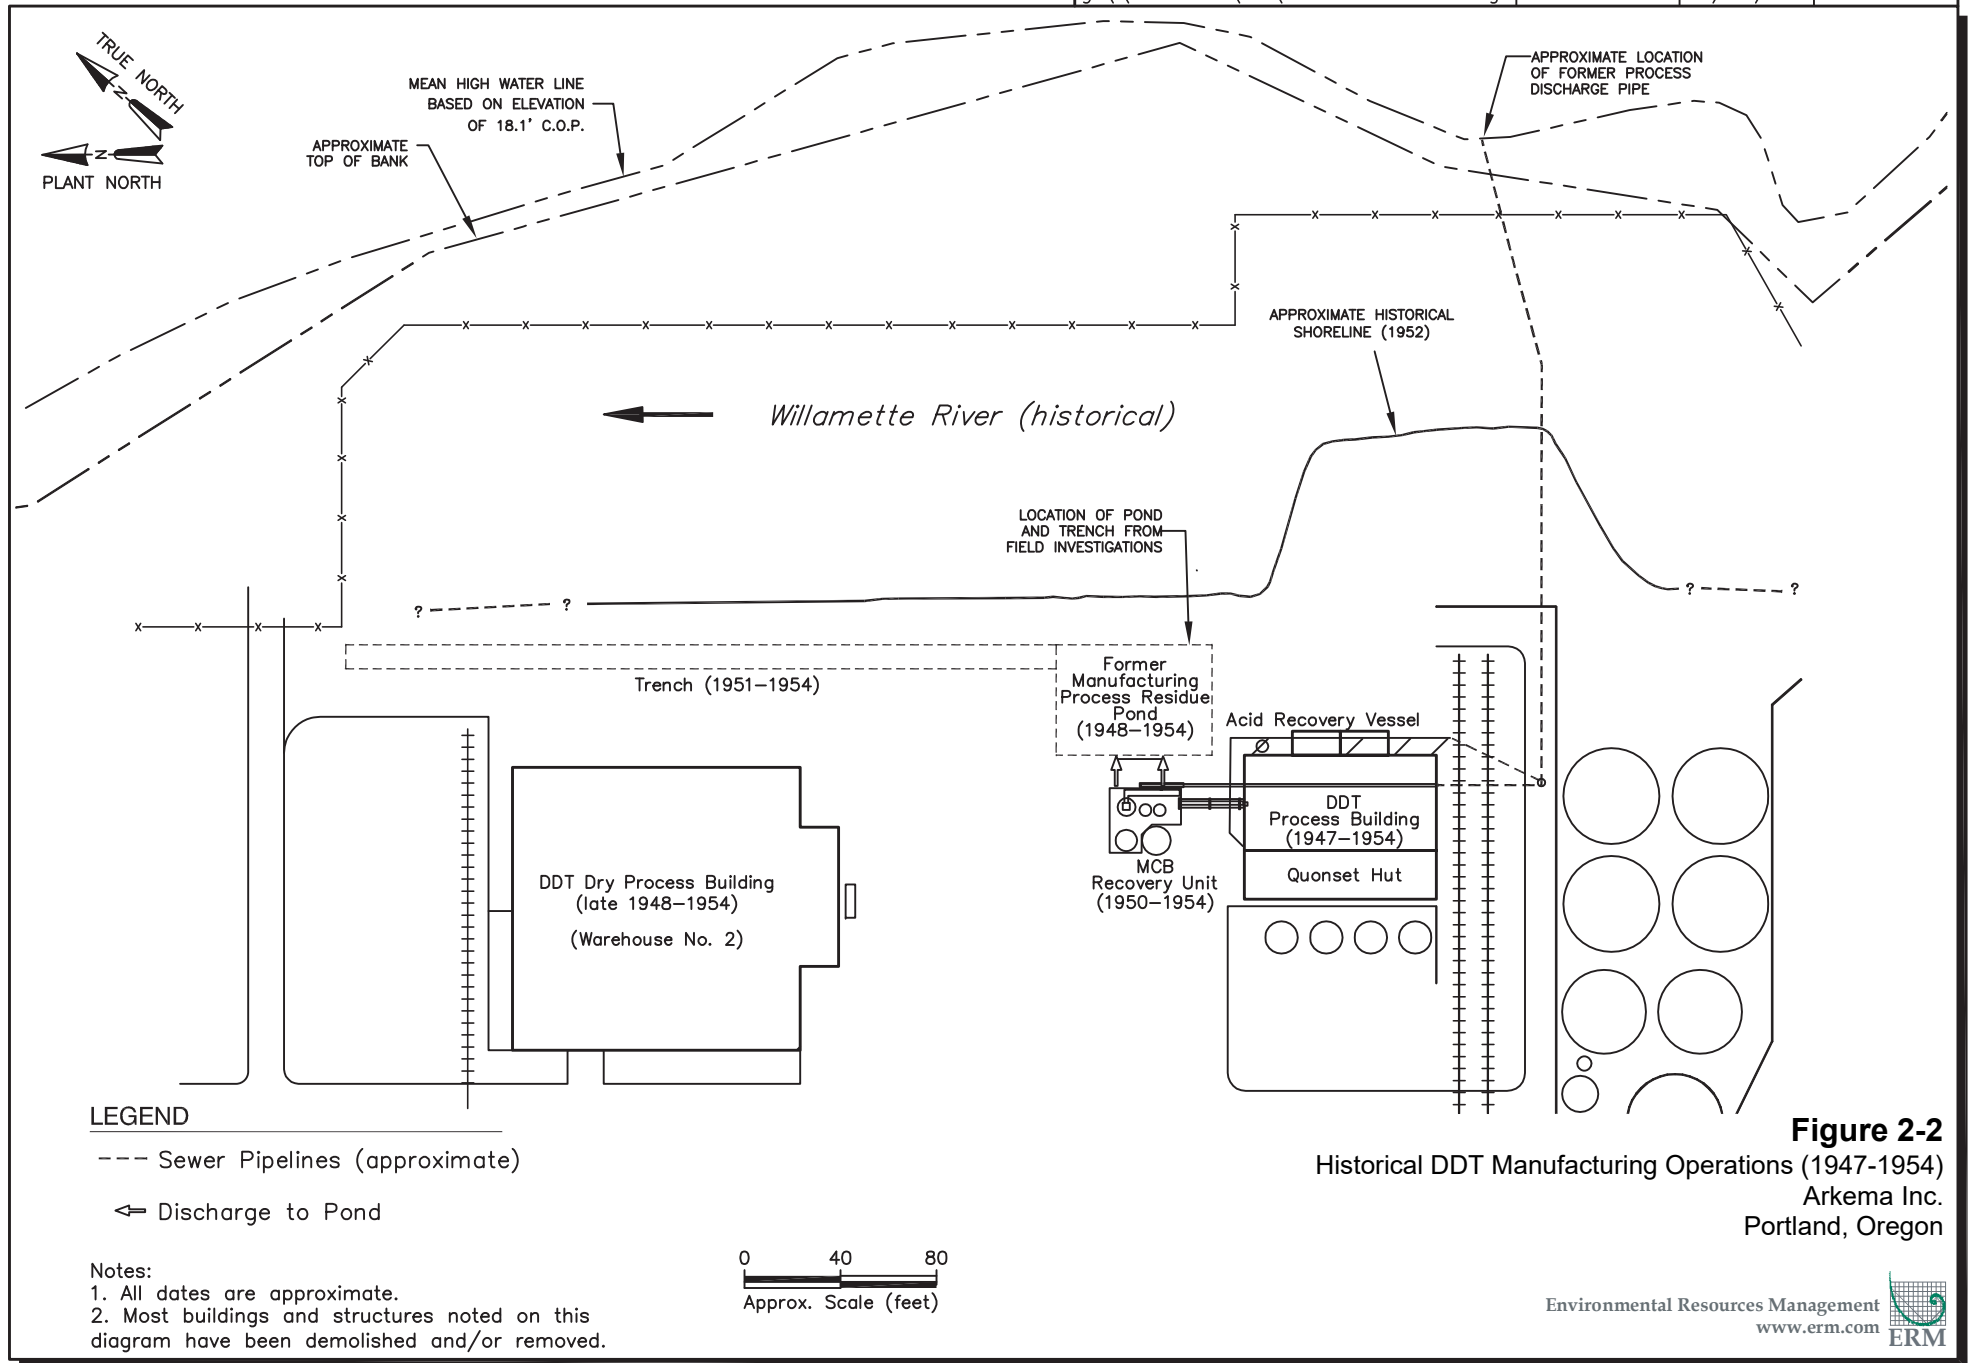 TRUE NORTH
N
N
PLANT NORTH
MEAN HIGH WATER LINE
BASED ON ELEVATION
OF 18.1' C.O.P.
APPROXIMATE
TOP OF BANK
APPROXIMATE LOCATION
OF FORMER PROCESS
DISCHARGE PIPE
APPROXIMATE HISTORICAL
SHORELINE (1952)
Willamette River (historical)
LOCATION OF POND
AND TRENCH FROM
FIELD INVESTIGATIONS
? ?
? ?
Trench (1951–1954)
Former
Manufacturing
Process Residue
Pond
(1948–1954)
Acid Recovery Vessel
DDT
Process Building
(1947–1954)
Quonset Hut
MCB
Recovery Unit
(1950–1954)
DDT Dry Process Building
(late 1948–1954)
(Warehouse No. 2)
LEGEND
Sewer Pipelines (approximate)
Discharge to Pond
Notes:
1. All dates are approximate.
2. Most buildings and structures noted on this
diagram have been demolished and/or removed.
0 40 80
Approx. Scale (feet)
Figure 2-2
Historical DDT Manufacturing Operations (1947-1954)
Arkema Inc.
Portland, Oregon
Environmental Resources Management
www.erm.com
ERM